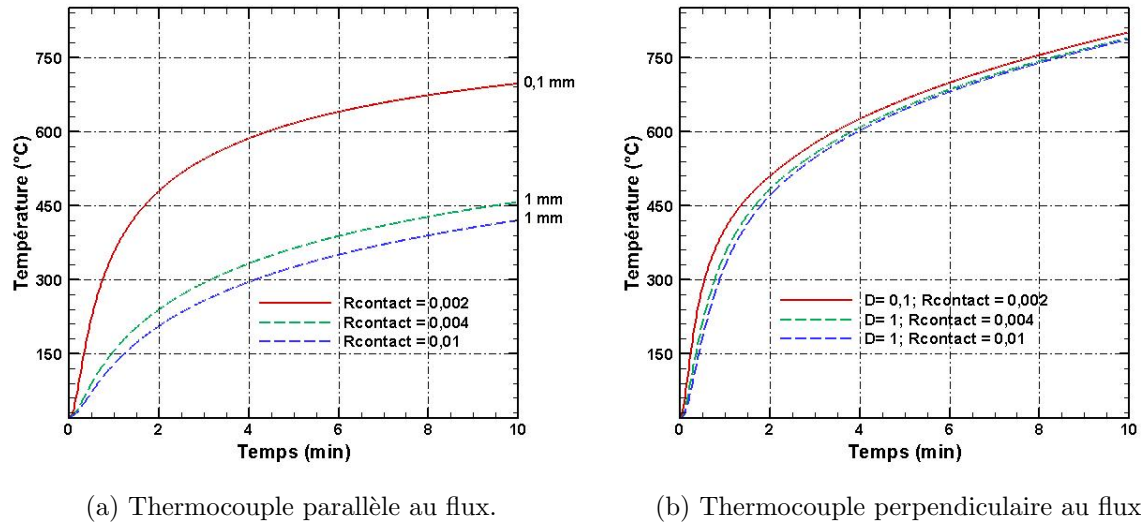 Température (°C)
750
600
450
300
150
0
2
4
6
8
10
Temps (min)
0,1 mm
1 mm
1 mm
Rcontact = 0,002
Rcontact = 0,004
Rcontact = 0,01
(a) Thermocouple parallèle au flux.
Température (°C)
750
600
450
300
150
0
2
4
6
8
10
Temps (min)
D= 0,1; Rcontact = 0,002
D= 1; Rcontact = 0,004
D= 1; Rcontact = 0,01
(b) Thermocouple perpendiculaire au flux